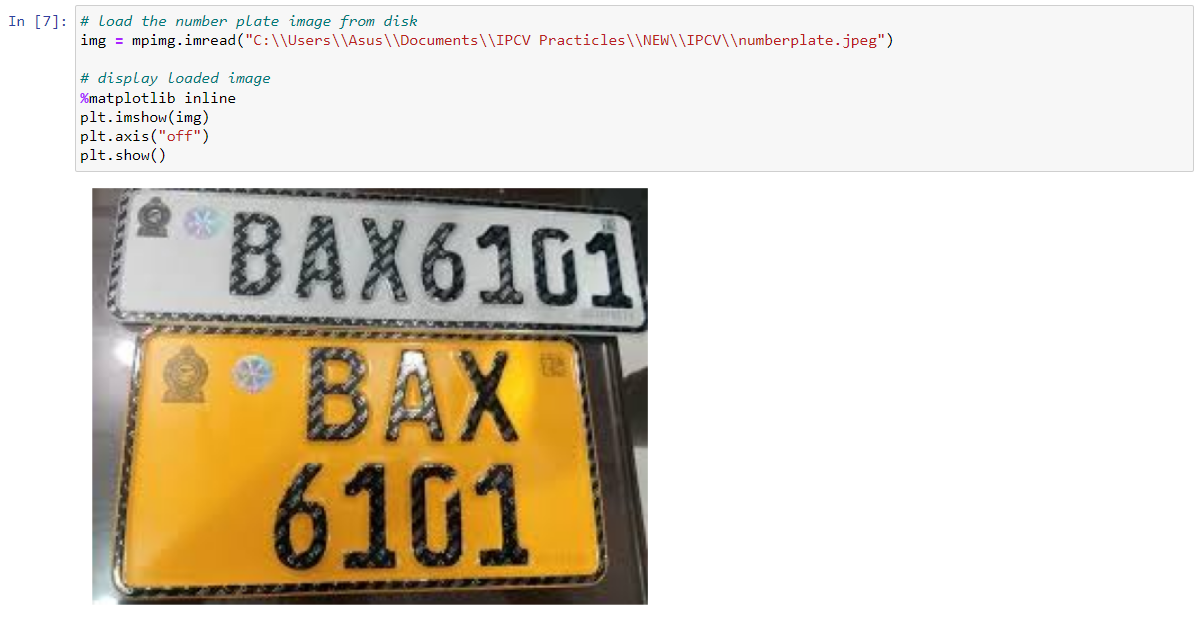 In [7]:
# load the number plate image from disk
img = mpimg.imread("C:\\Users\\Asus\\Documents\\IPCV Practicles\\NEW\\IPCV\\numberplate.jpeg")
# display loaded image
%matplotlib inline
plt.imshow(img)
plt.axis("off")
plt.show()
BAX6101
BAX
6101